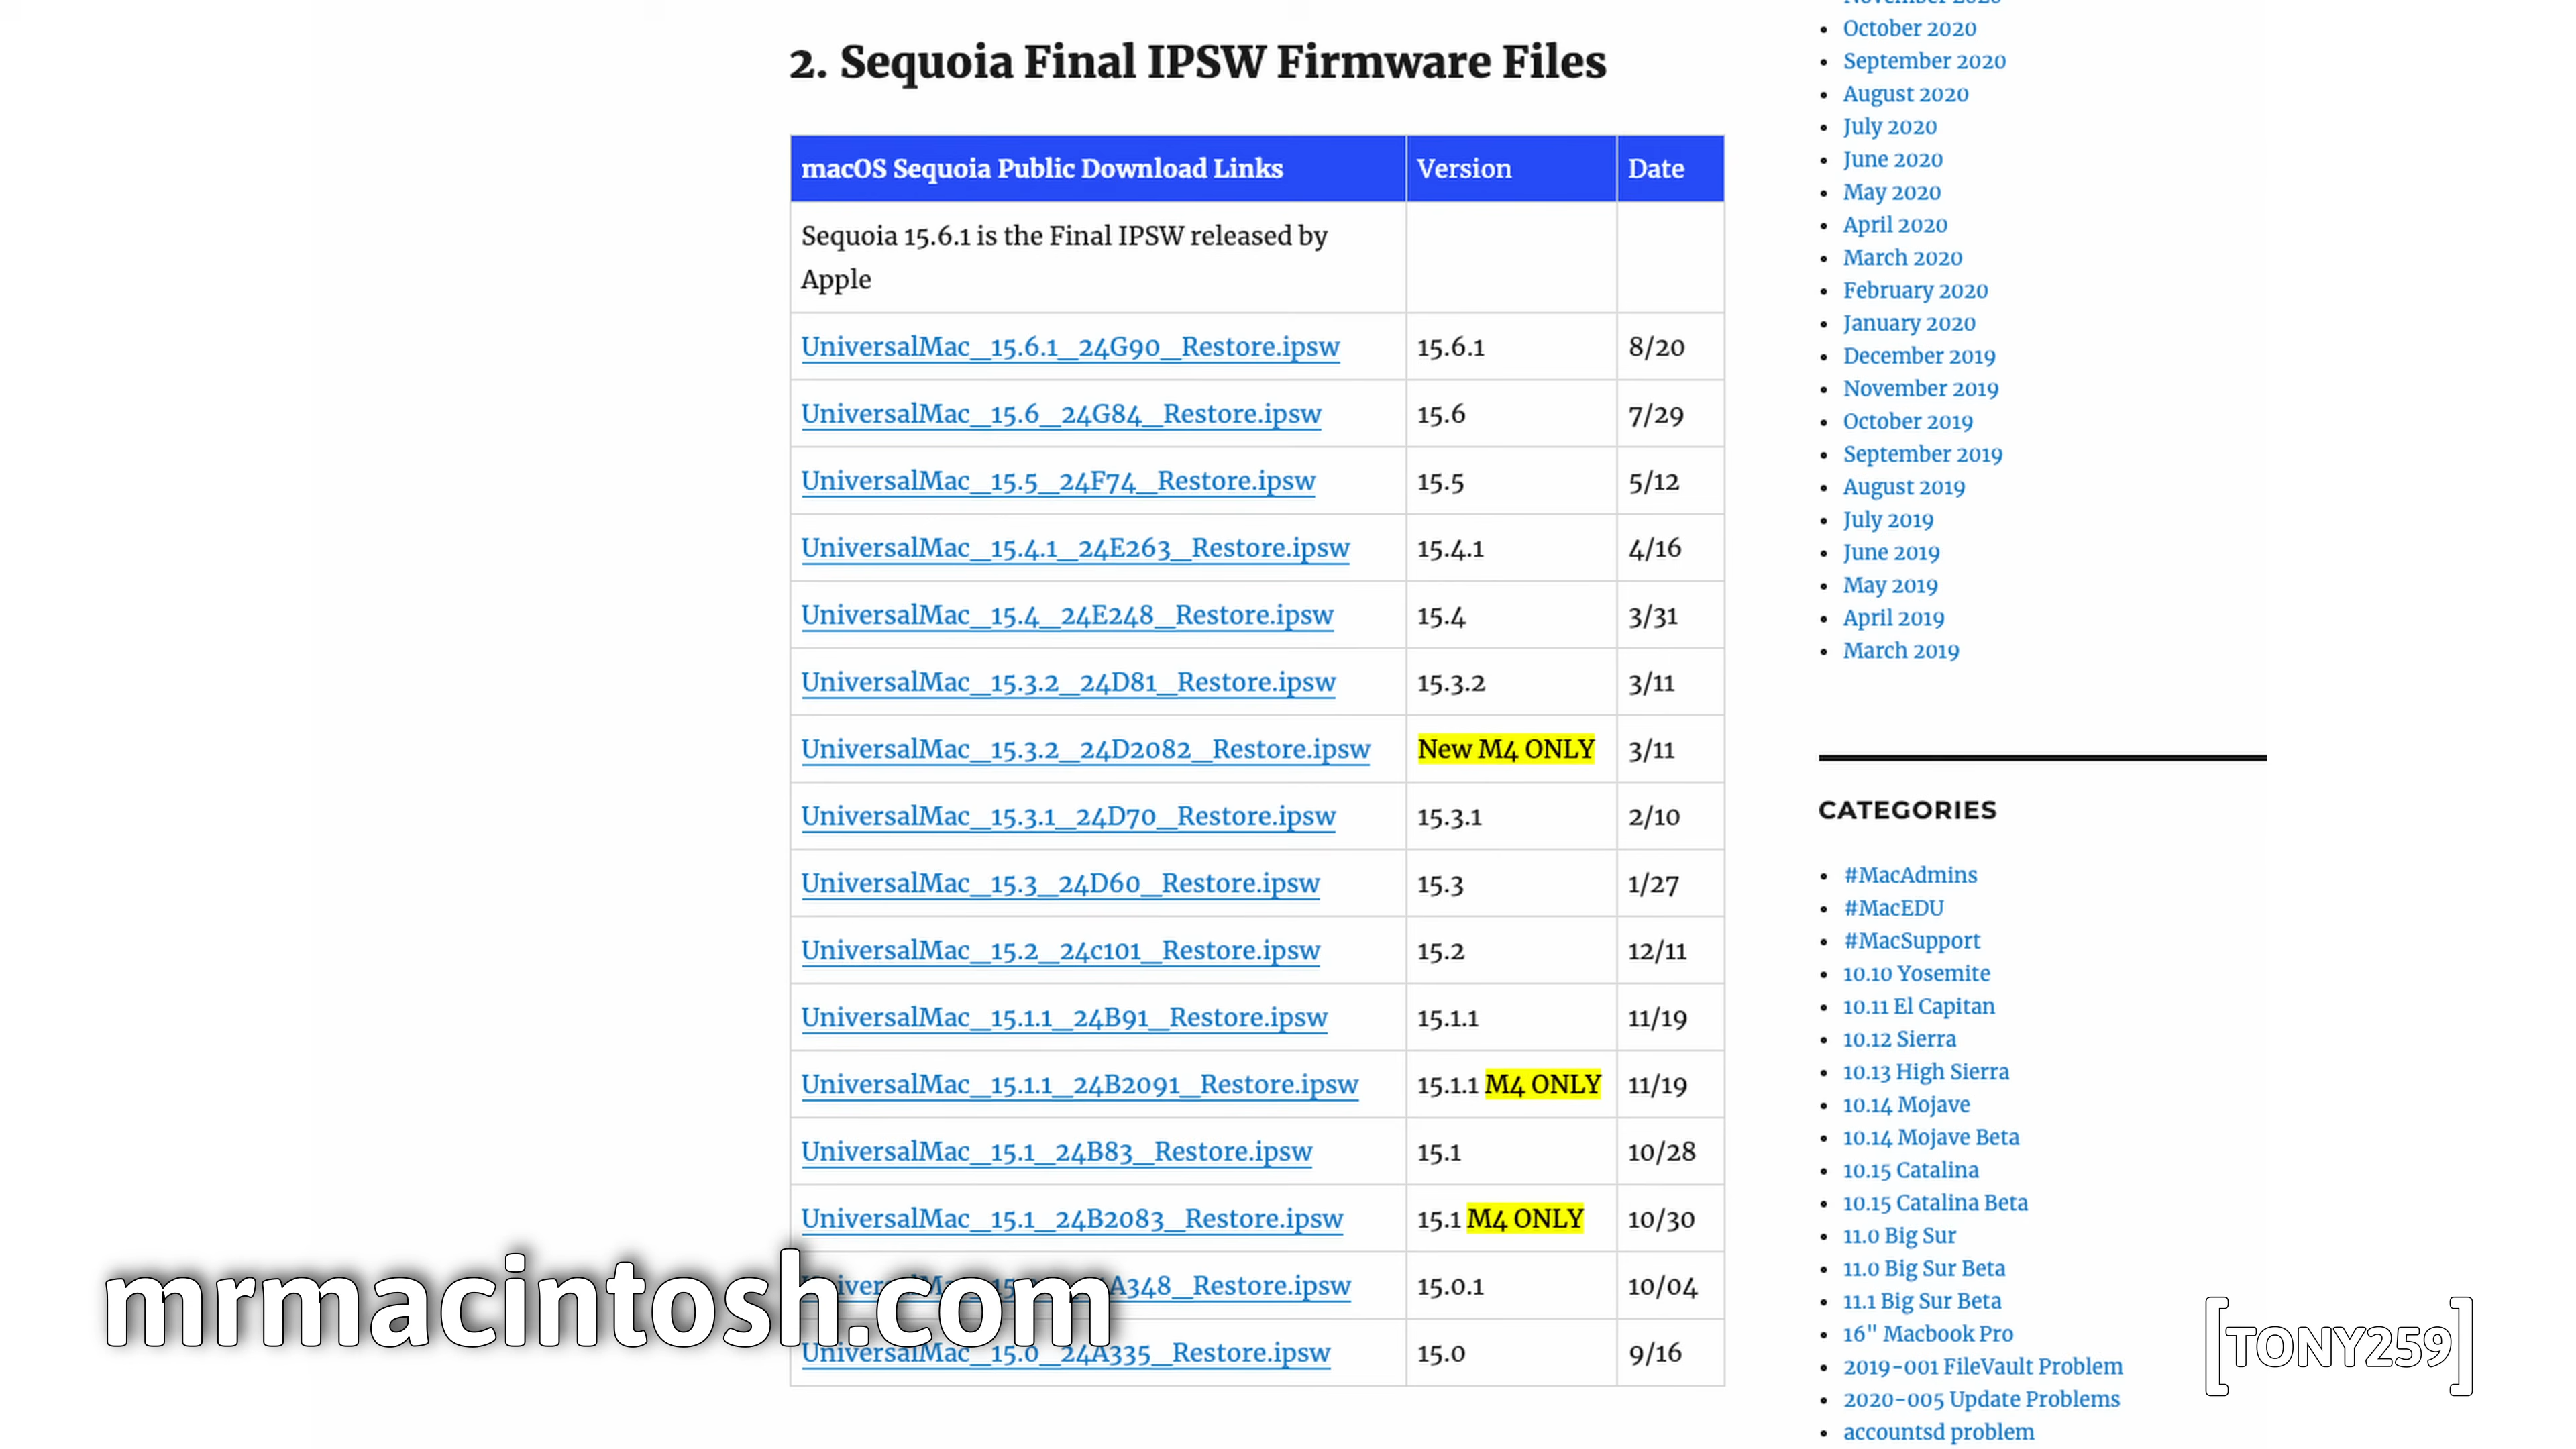 2. Sequoia Final IPSW Firmware Files
macOS Sequoia Public Download Links Version Date
Sequoia 15.6.1 is the Final IPSW released by
Apple
UniversalMac_15.6.1_24G90_Restore.ipsw 15.6.1 8/20
UniversalMac_15.6_24G84_Restore.ipsw 15.6 7/29
UniversalMac_15.5_24F74_Restore.ipsw 15.5 5/12
UniversalMac_15.4.1_24E263_Restore.ipsw 15.4.1 4/16
UniversalMac_15.4_24E248_Restore.ipsw 15.4 3/31
UniversalMac_15.3.2_24D81_Restore.ipsw 15.3.2 3/11
UniversalMac_15.3.2_24D2082_Restore.ipsw New M4 ONLY 3/11
UniversalMac_15.3.1_24D70_Restore.ipsw 15.3.1 2/10
UniversalMac_15.3_24D60_Restore.ipsw 15.3 1/27
UniversalMac_15.2_24c101_Restore.ipsw 15.2 12/11
UniversalMac_15.1.1_24B91_Restore.ipsw 15.1.1 11/19
UniversalMac_15.1.1_24B2091_Restore.ipsw 15.1.1 M4 ONLY 11/19
UniversalMac_15.1_24B83_Restore.ipsw 15.1 10/28
UniversalMac_15.1_24B2083_Restore.ipsw 15.1 M4 ONLY 10/30
A348_Restore.ipsw 15.0.1 10/04
UniversalMac_15.0_24A335_Restore.ipsw 15.0 9/16
mrmacintosh.com
October 2020
September 2020
August 2020
July 2020
June 2020
May 2020
April 2020
March 2020
February 2020
January 2020
December 2019
November 2019
October 2019
September 2019
August 2019
July 2019
June 2019
May 2019
April 2019
March 2019
CATEGORIES
#MacAdmins
#MacEDU
#MacSupport
10.10 Yosemite
10.11 El Capitan
10.12 Sierra
10.13 High Sierra
10.14 Mojave
10.14 Mojave Beta
10.15 Catalina
10.15 Catalina Beta
11.0 Big Sur
11.0 Big Sur Beta
11.1 Big Sur Beta
16" Macbook Pro
2019-001 FileVault Problem
2020-005 Update Problems
accountsd problem
[TONY259]